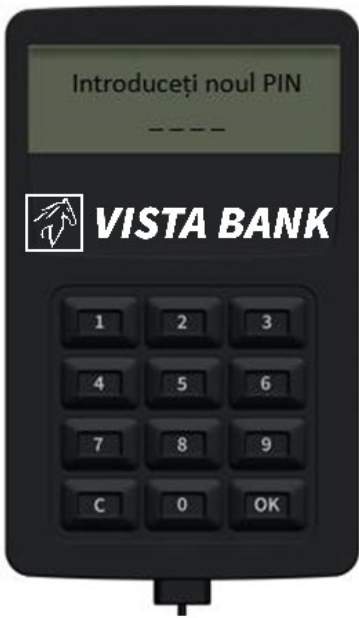 Introduceți noul PIN
_ _ _ _
VISTA BANK
1 2 3
4 5 6
7 8 9
C 0 OK